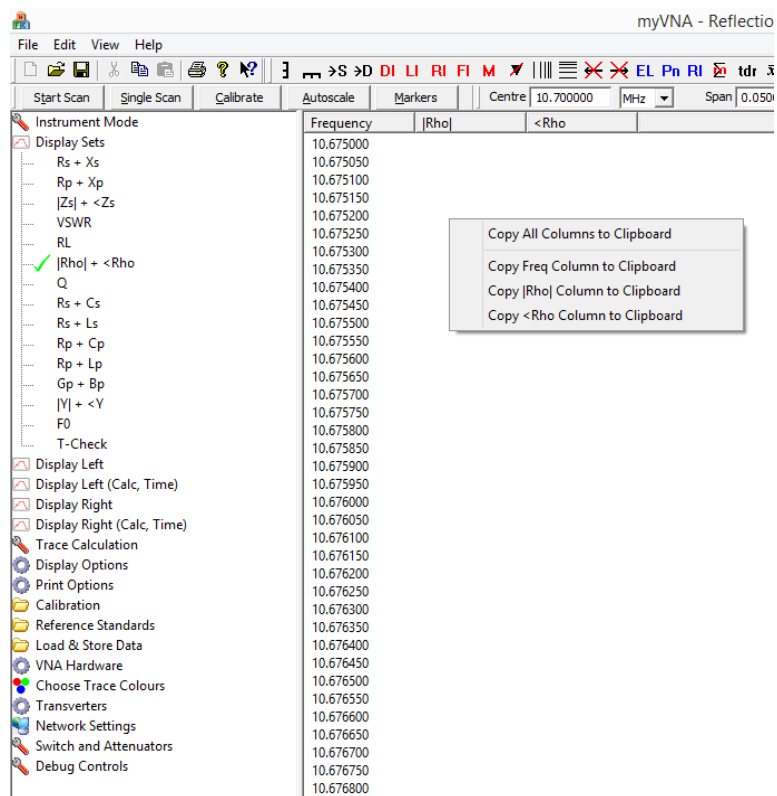 myVNA - Reflectio
File Edit View Help
→S →D DI LI RI FI M EL Pn RI tdr
Start Scan Single Scan Calibrate Autoscale Markers Centre 10.700000 MHz Span 0.050
Instrument Mode
Display Sets
Rs + Xs
Rp + Xp
|Zs| + <Zs
VSWR
RL
|Rho| + <Rho
Q
Rs + Cs
Rs + Ls
Rp + Cp
Rp + Lp
Gp + Bp
|Y| + <Y
F0
T-Check
Display Left
Display Left (Calc, Time)
Display Right
Display Right (Calc, Time)
Trace Calculation
Display Options
Print Options
Calibration
Reference Standards
Load & Store Data
VNA Hardware
Choose Trace Colours
Transverters
Network Settings
Switch and Attenuators
Debug Controls
Frequency |Rho| <Rho
10.675000
10.675050
10.675100
10.675150
10.675200
10.675250
10.675300
10.675350
10.675400
10.675450
10.675500
10.675550
10.675600
10.675650
10.675700
10.675750
10.675800
10.675850
10.675900
10.675950
10.676000
10.676050
10.676100
10.676150
10.676200
10.676250
10.676300
10.676350
10.676400
10.676450
10.676500
10.676550
10.676600
10.676650
10.676700
10.676750
10.676800
Copy All Columns to Clipboard
Copy Freq Column to Clipboard
Copy |Rho| Column to Clipboard
Copy <Rho Column to Clipboard